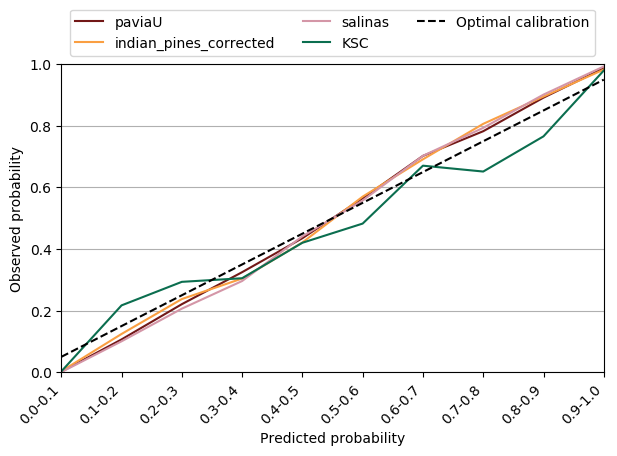 paviaU
indian_pines_corrected
salinas
KSC
Optimal calibration
Observed probability
1.0
0.8
0.6
0.4
0.2
0.0
0.0-0.1
0.1-0.2
0.2-0.3
0.3-0.4
0.4-0.5
0.5-0.6
0.6-0.7
0.7-0.8
0.8-0.9
0.9-1.0
Predicted probability